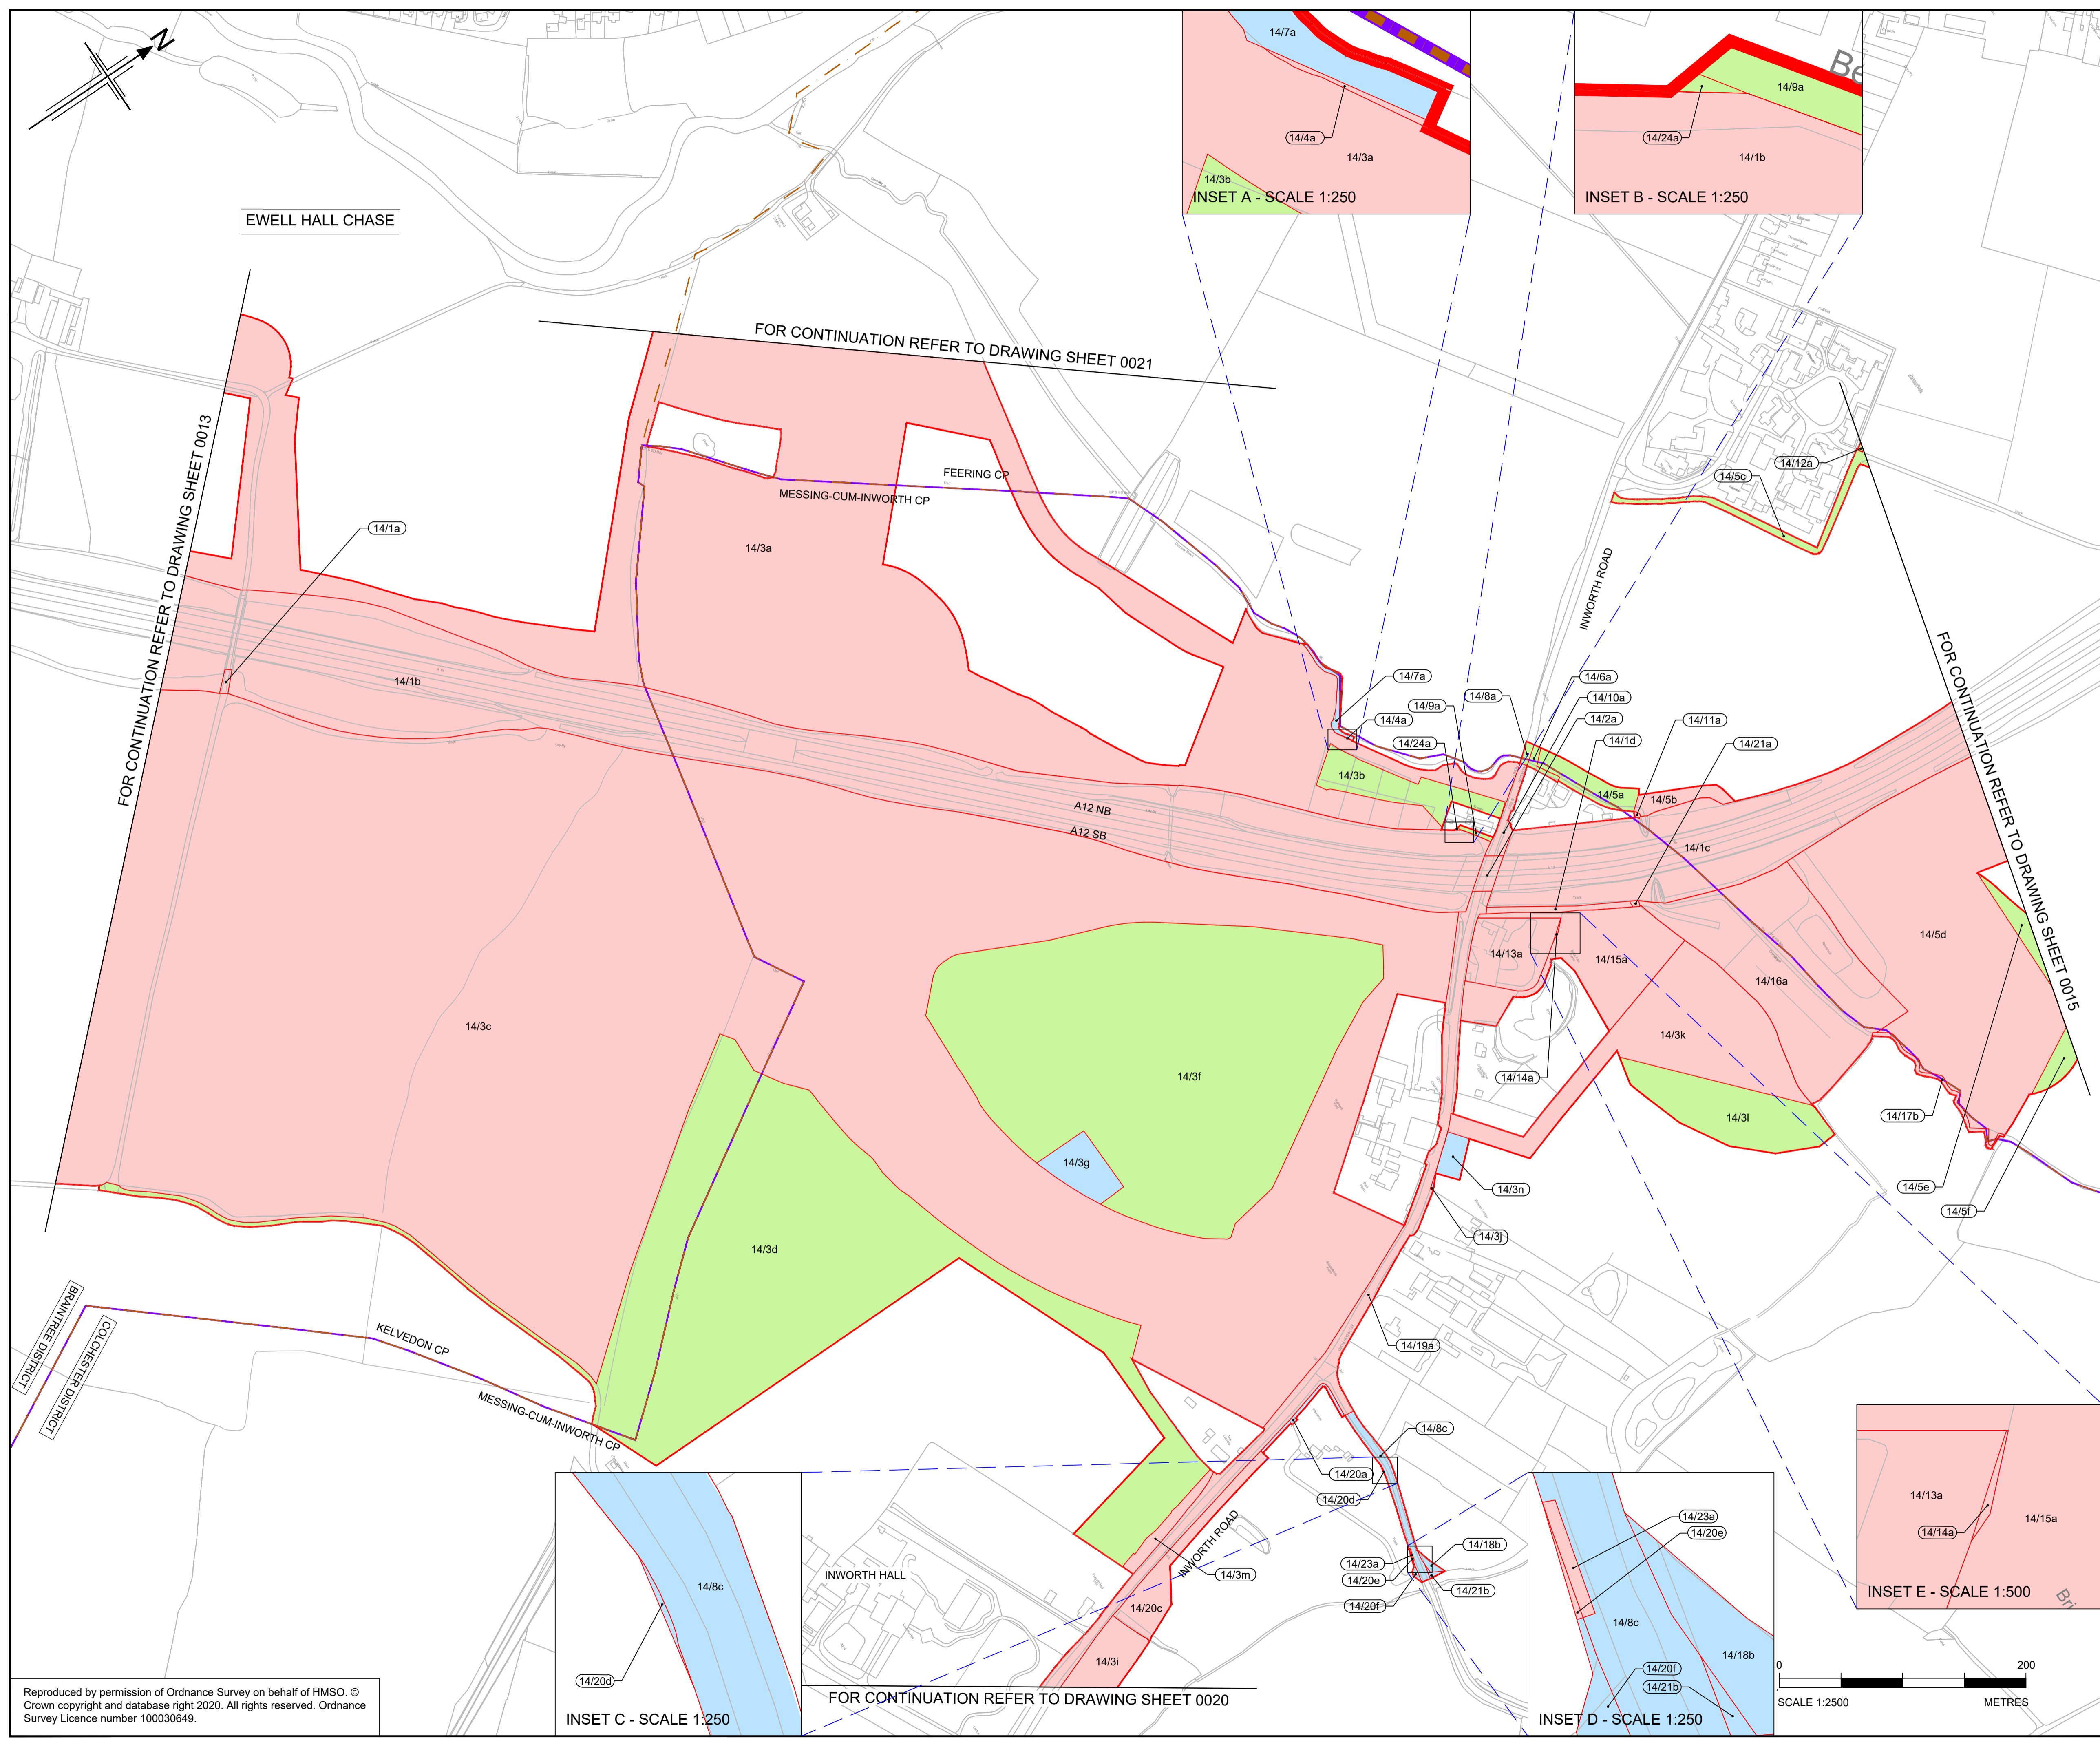 N
EWELL HALL CHASE
14/7a
14/4a
14/3a
14/3b
INSET A - SCALE 1:250
Be
14/9a
14/24a
14/1b
INSET B - SCALE 1:250
FOR CONTINUATION REFER TO DRAWING SHEET 0021
FOR CONTINUATION REFER TO DRAWING SHEET 0013
FEERING CP
MESSING-CUM-INWORTH CP
14/12a
14/5c
14/1a
14/3a
INWORTH ROAD
FOR CONTINUATION REFER TO DRAWING SHEET 0015
14/7a
14/6a
14/1b
14/8a
14/10a
14/9a
14/4a
14/2a
14/11a
14/24a
14/1d
14/21a
14/3b
14/5a
14/5b
A12 NB
A12 SB
14/1c
14/5d
14/13a
14/15a
14/16a
14/3c
14/3k
14/3f
14/14a
14/3l
14/17b
14/3g
14/3n
14/5e
14/5f
14/3j
14/3d
BRAINTREE DISTRICT
COLCHESTER DISTRICT
KELVEDON CP
MESSING-CUM-INWORTH CP
14/19a
14/8c
14/20a
14/20d
INWORTH ROAD
14/18b
14/23a
14/20e
14/21b
14/20f
14/3m
INWORTH HALL
14/20c
14/3i
14/8c
14/20d
INSET C - SCALE 1:250
14/23a
14/20e
14/8c
14/18b
14/20f
14/21b
INSET D - SCALE 1:250
14/13a
14/14a
14/15a
INSET E - SCALE 1:500
Bri
0 200
SCALE 1:2500 METRES
FOR CONTINUATION REFER TO DRAWING SHEET 0020
Reproduced by permission of Ordnance Survey on behalf of HMSO. ©
Crown copyright and database right 2020. All rights reserved. Ordnance
Survey Licence number 100030649.